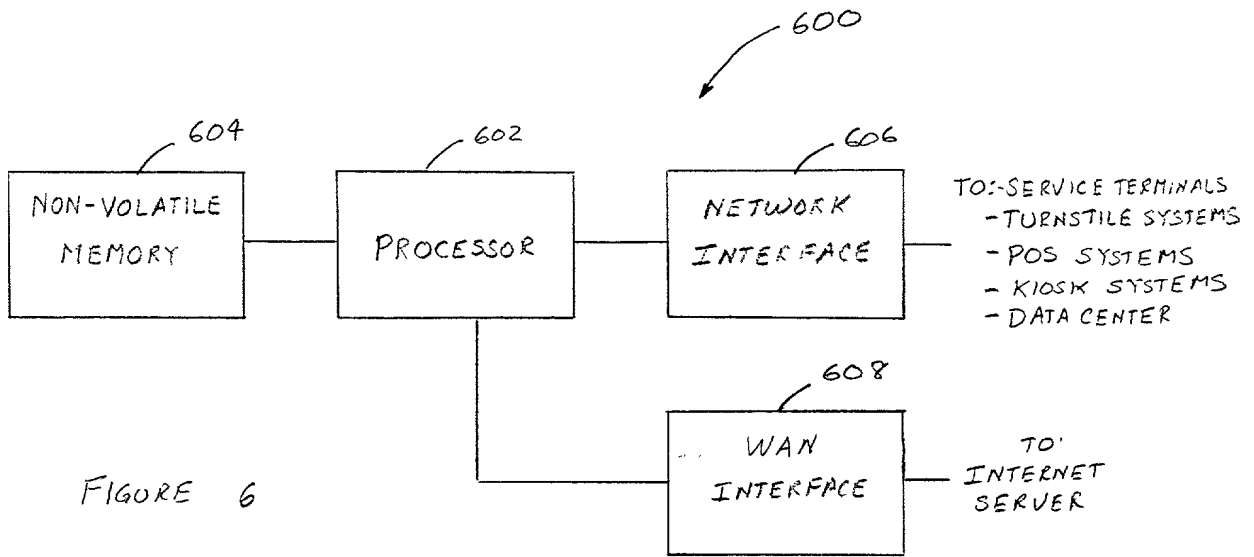 600
604
602
606
NON-VOLATILE
MEMORY
PROCESSOR
NETWORK
INTERFACE
TO:-SERVICE TERMINALS
-TURNSTILE SYSTEMS
-POS SYSTEMS
-KIOSK SYSTEMS
-DATA CENTER
608
WAN
INTERFACE
TO
INTERNET
SERVER
FIGURE 6